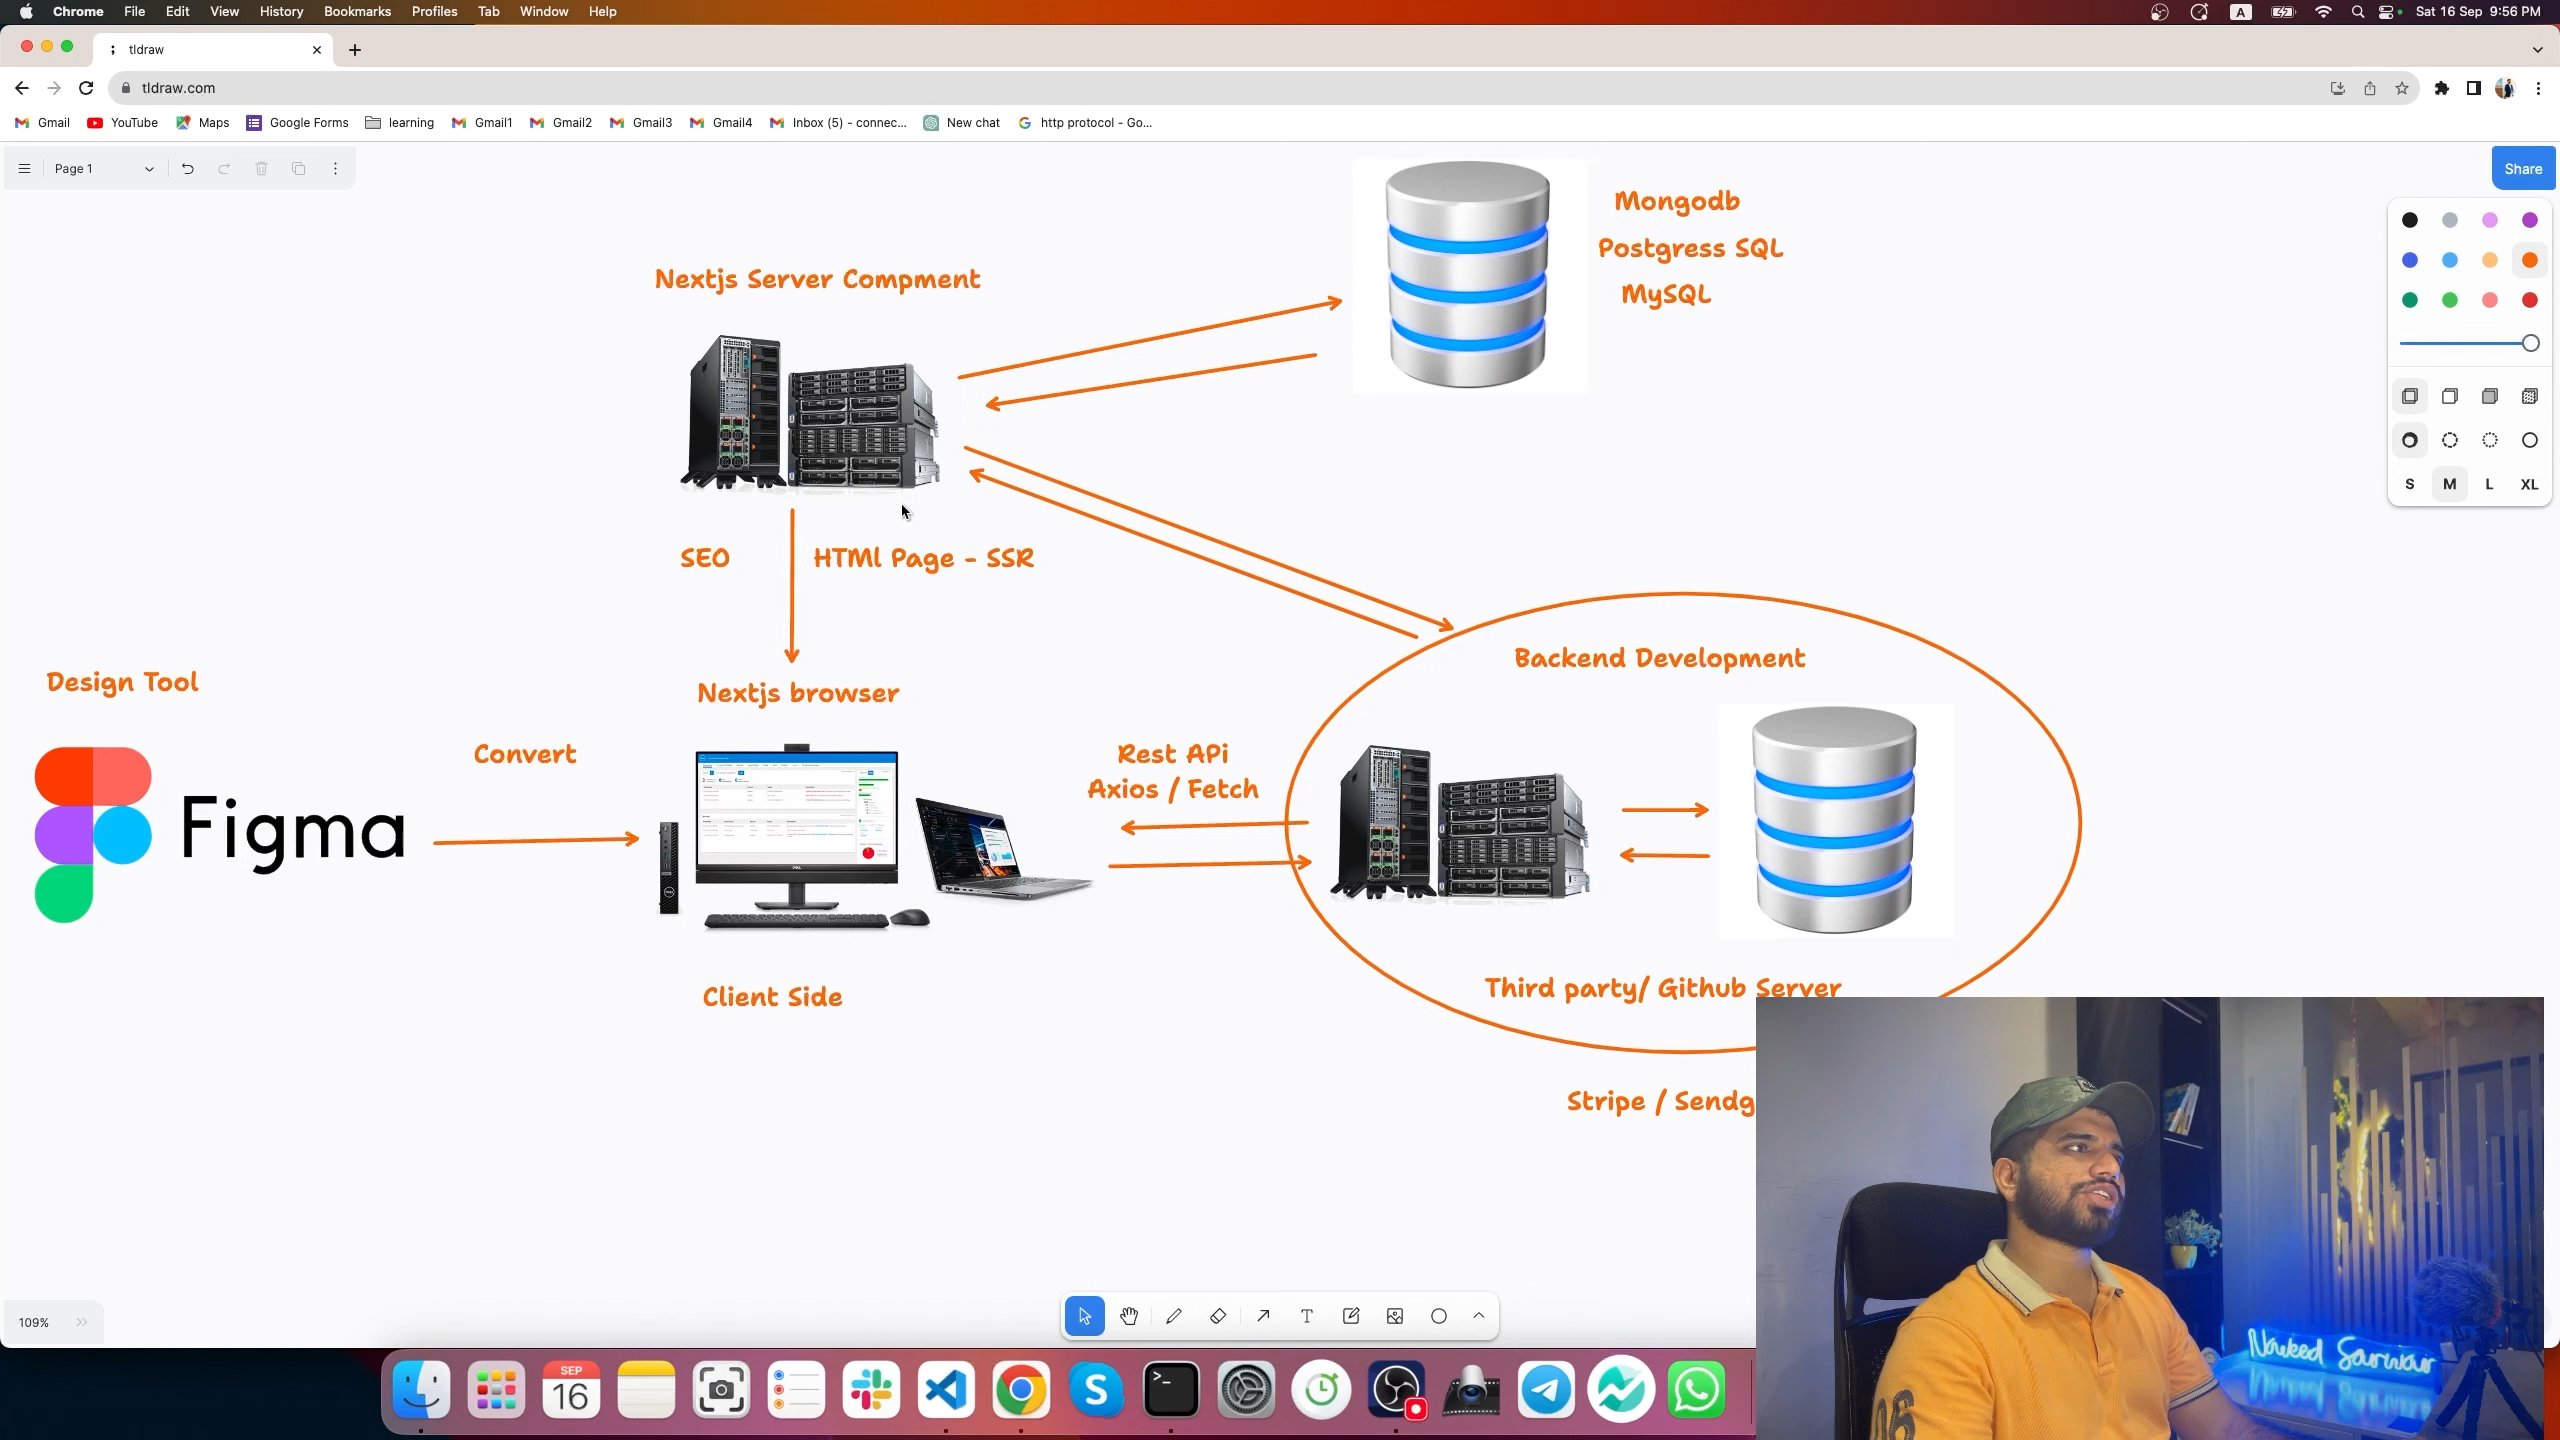 Chrome File Edit View History Bookmarks Profiles Tab Window Help
A
Sat 16 Sep 9:56 PM
tldraw
tldraw.com
Gmail YouTube Maps Google Forms learning Gmail1 Gmail2 Gmail3 Gmail4 Inbox (5) - connec... New chat http protocol - Go...
Page 1
Share
Mongodb
Postgress SQL
MySQL
Nextjs Server Compment
S M L XL
SEO
HTMl Page - SSR
Backend Development
Design Tool
Nextjs browser
Convert
Rest APi
Axios / Fetch
Figma
Client Side
Third party/ Github Server
Stripe / Sendg
T
109%
SEP
16
S
Naveed Sarwar
06